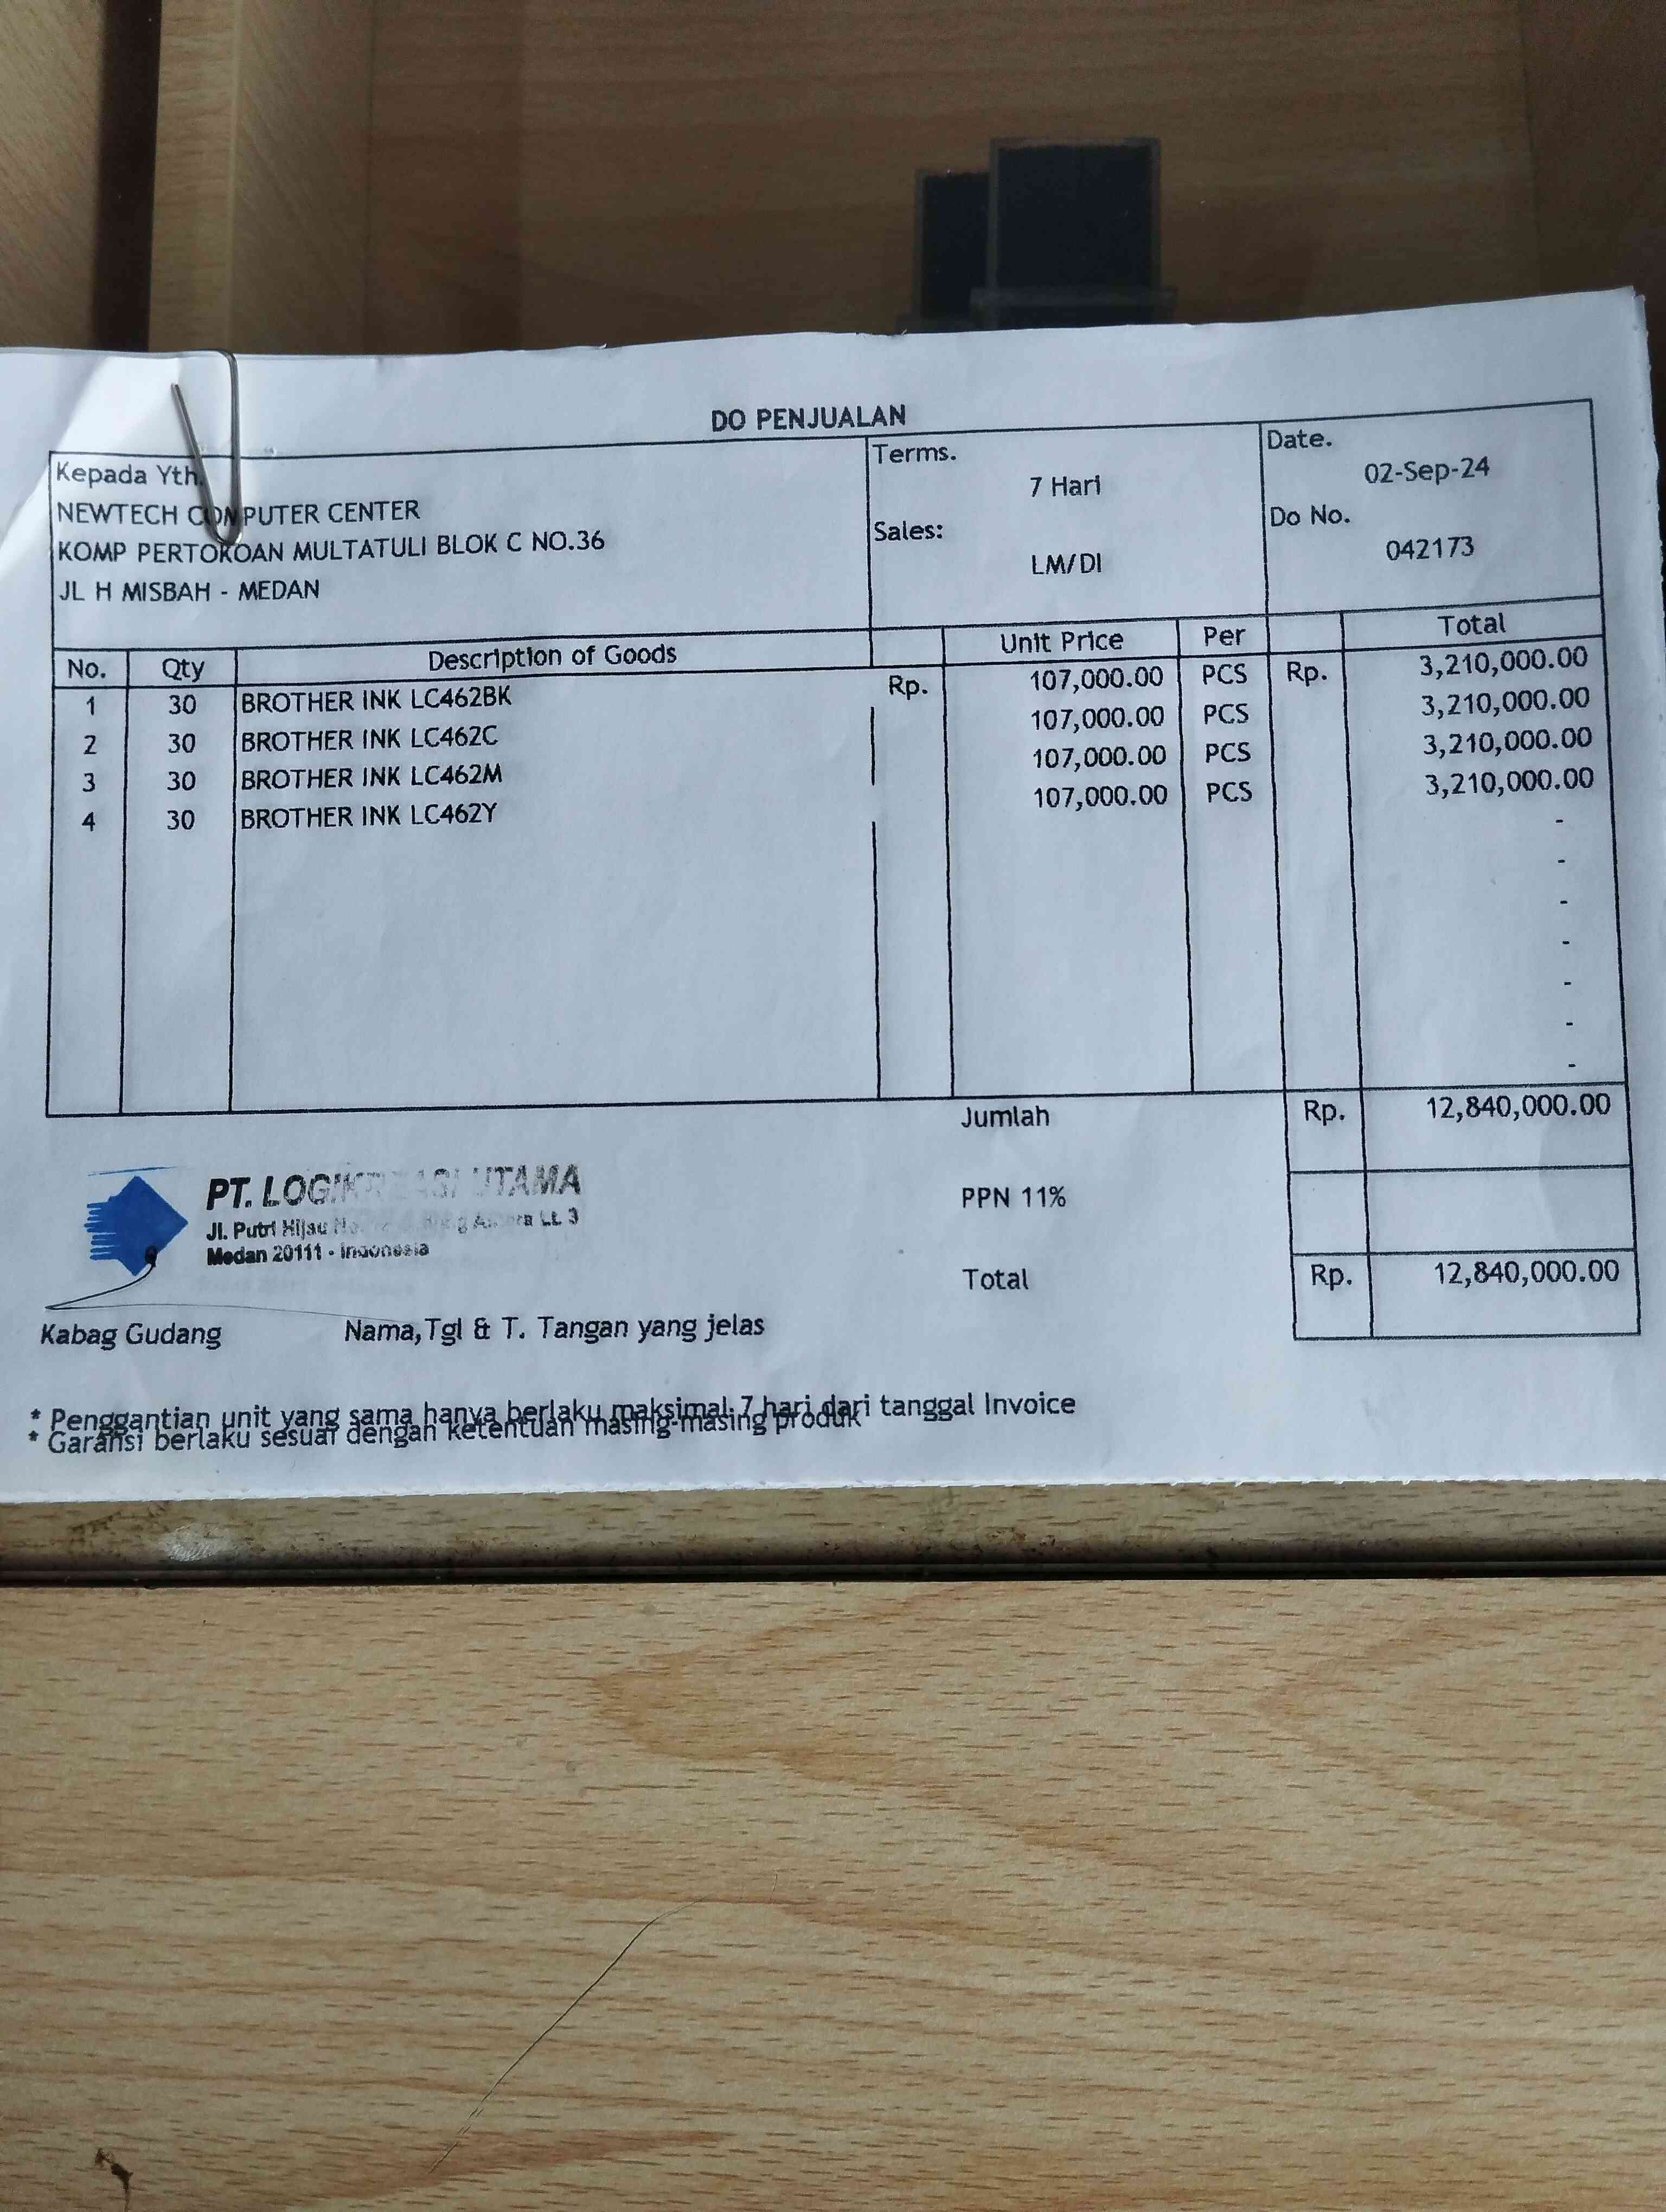 DO PENJUALAN
Kepada Yth.
NEWTECH COMPUTER CENTER
KOMP PERTOKOAN MULTATULI BLOK C NO.36
JL H MISBAH - MEDAN
Terms.
7 Hari
Sales:
LM/DI
Date.
02-Sep-24
Do No.
042173
No. Qty Description of Goods Unit Price Per Total
1 30 BROTHER INK LC462BK Rp. 107,000.00 PCS Rp. 3,210,000.00
2 30 BROTHER INK LC462C 107,000.00 PCS 3,210,000.00
3 30 BROTHER INK LC462M 107,000.00 PCS 3,210,000.00
4 30 BROTHER INK LC462Y 107,000.00 PCS 3,210,000.00
-
-
-
-
-
-
-
Jumlah Rp. 12,840,000.00
PPN 11%
Total Rp. 12,840,000.00
PT. UTAMA
Jl. Putri Hijau Lt. 3
Medan 20111 - Indonesia
Kabag Gudang Nama,Tgl & T. Tangan yang jelas
* Penggantian unit yang sama hanya berlaku maksimal 7 hari dari tanggal Invoice
* Garansi berlaku sesuai dengan ketentuan masing-masing produk